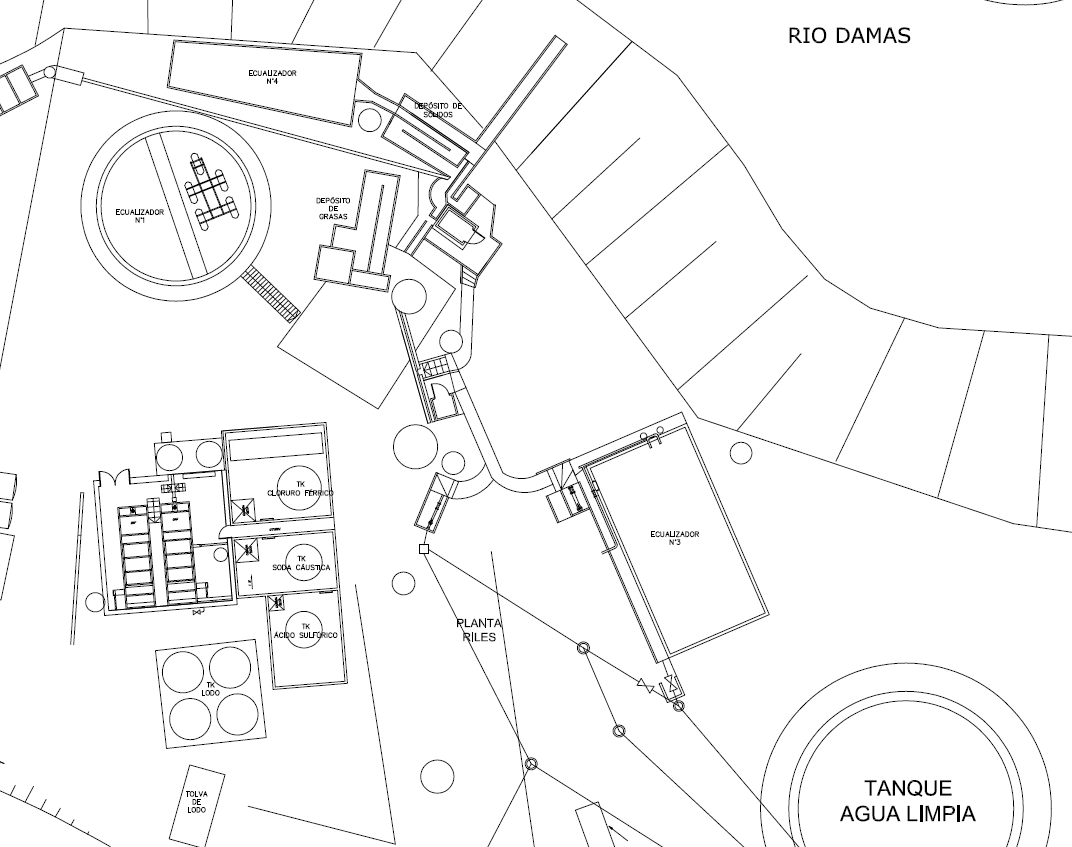 RIO DAMAS
ECUALIZADOR
N°4
DEPÓSITO DE
SÓLIDOS
DEPÓSITO
DE
GRASAS
ECUALIZADOR
N°1
TK
CLORURO FÉRRICO
TK
SODA CÁUSTICA
TK
ÁCIDO SULFÚRICO
ECUALIZADOR
N°3
PLANTA
RILES
TK
LODO
TOLVA
DE
LODO
TANQUE
AGUA LIMPIA